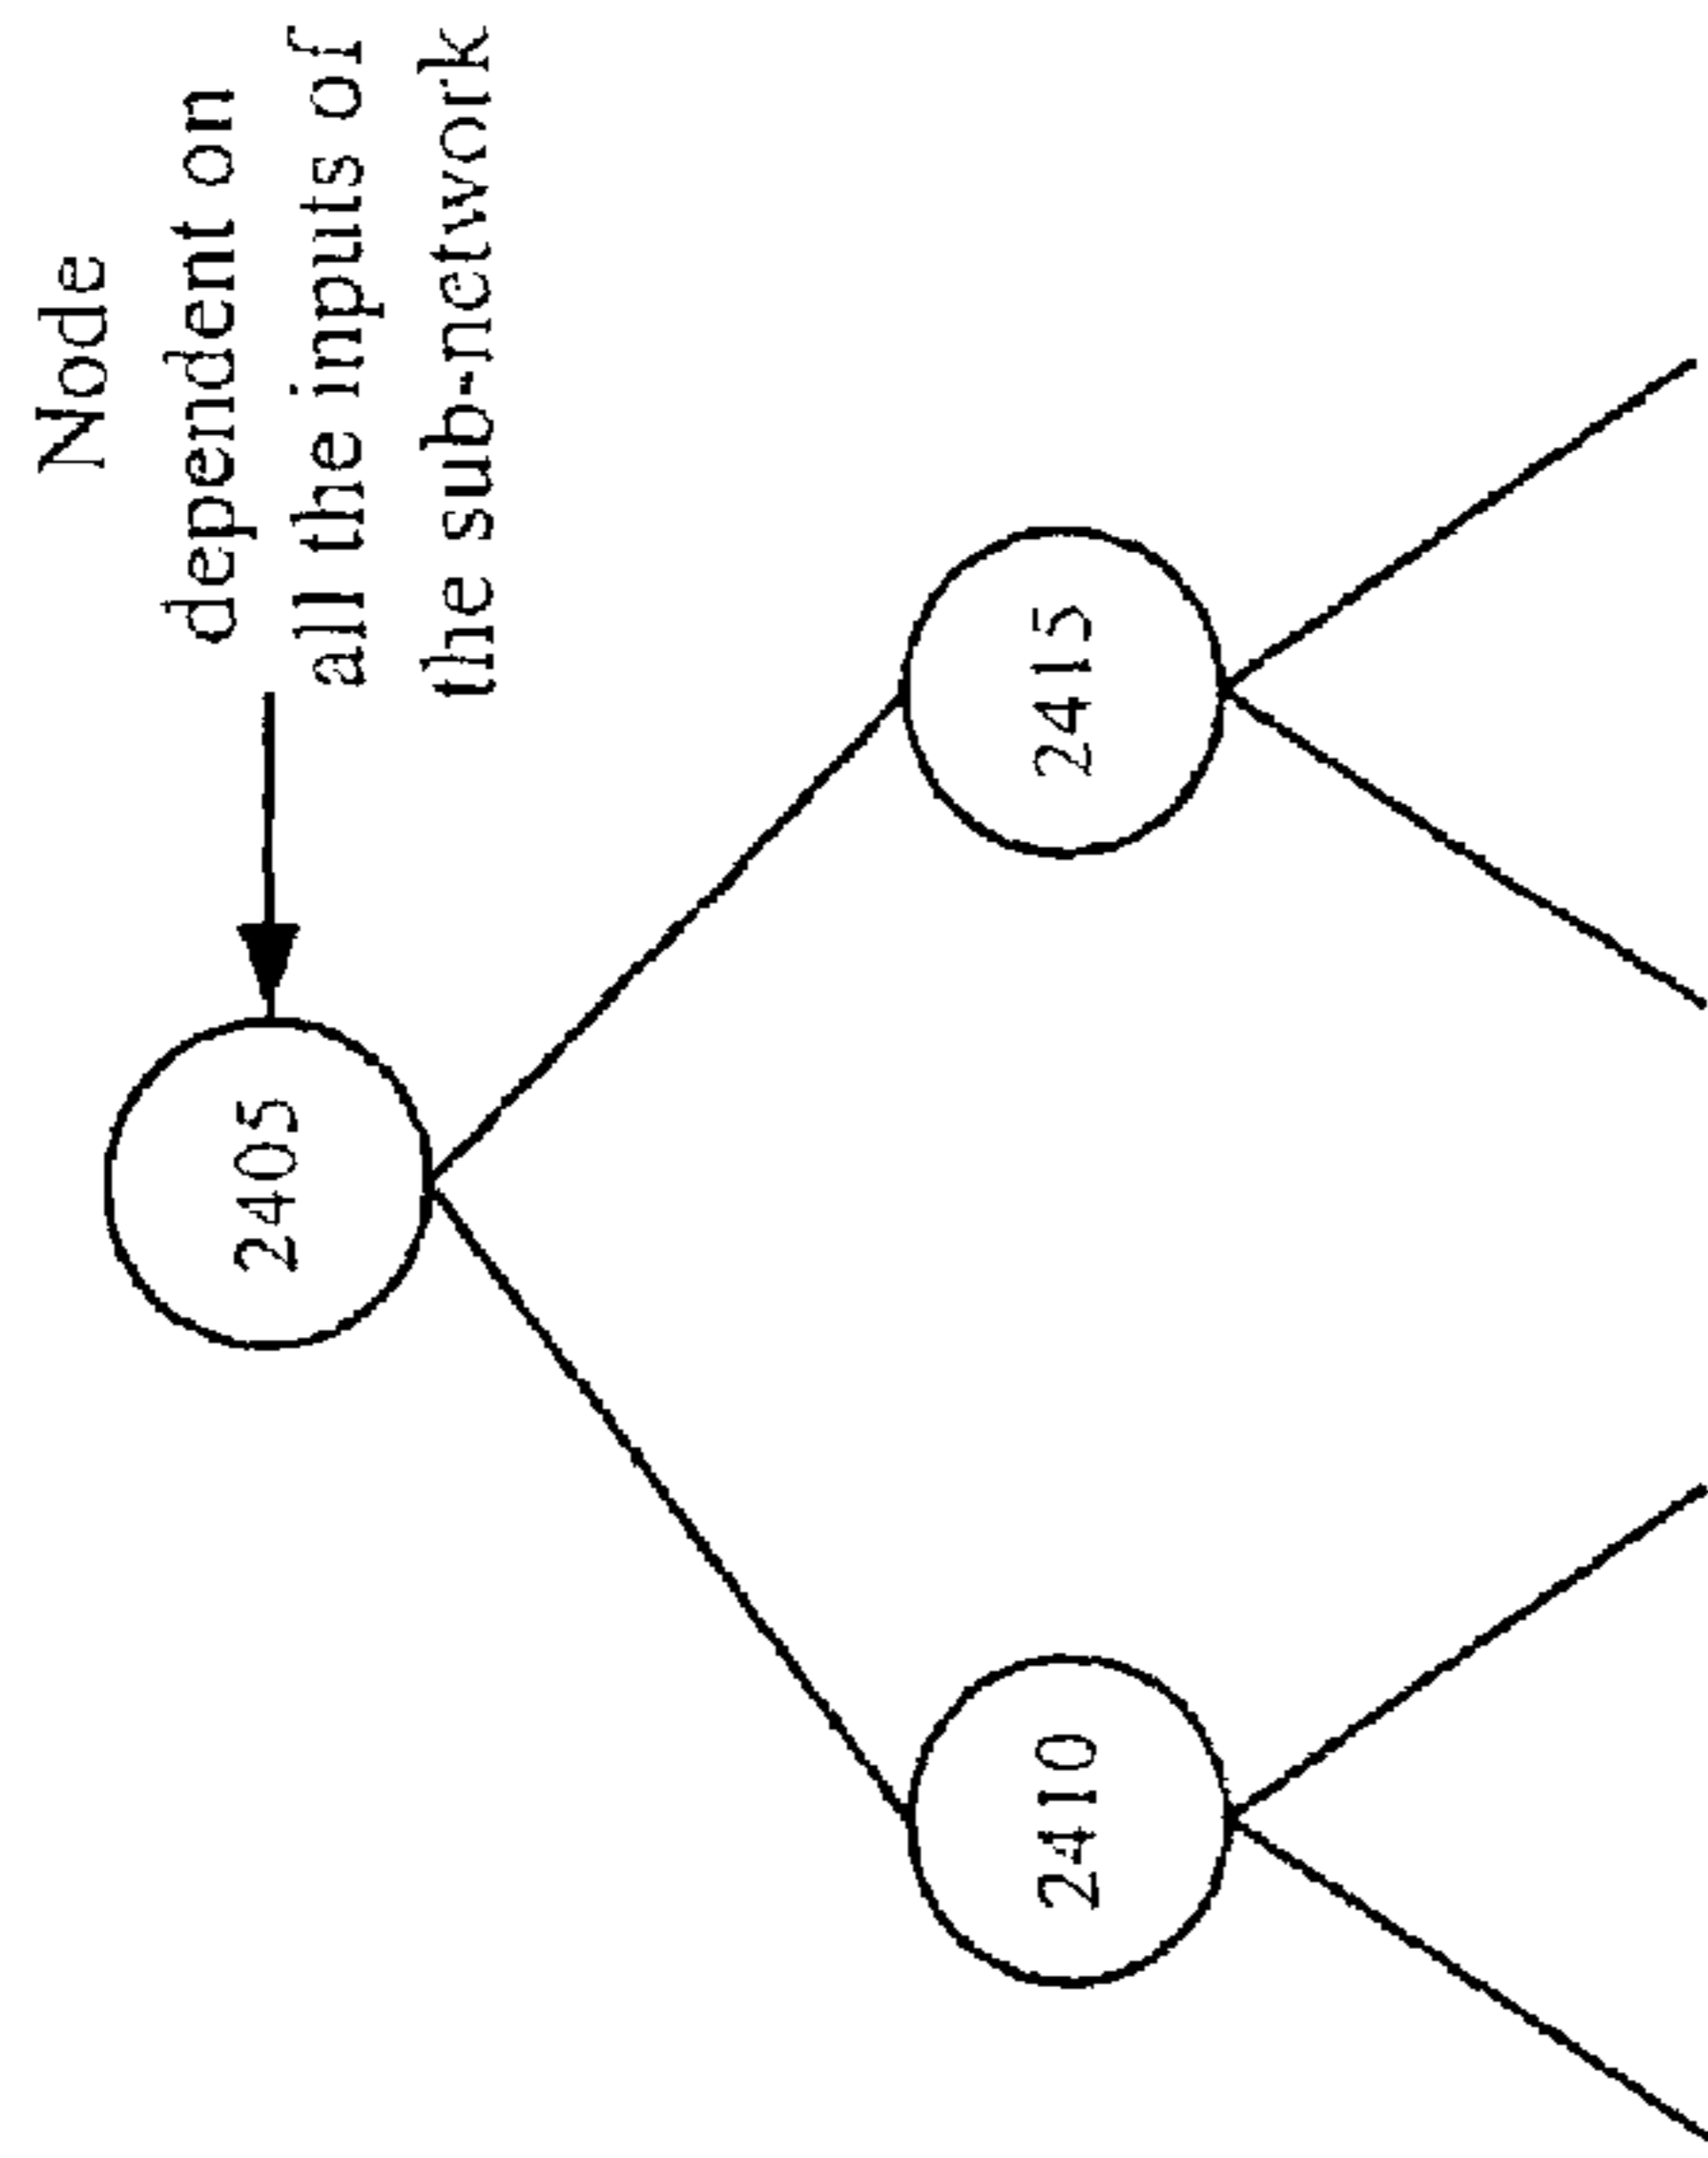 Node
dependent on
all the inputs of
the sub-network
2405
2415
2410